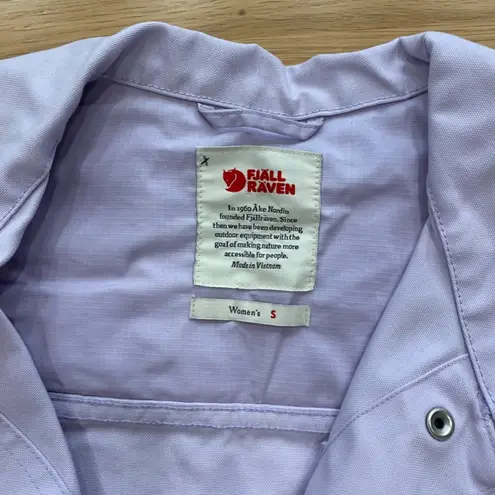 FJÄLL
RÄVEN
In 1960 Åke Nordin
founded Fjällräven. Since
then we have been developing
outdoor equipment with the
goal of making nature more
accessible for people.
Made in Vietnam
Women's S